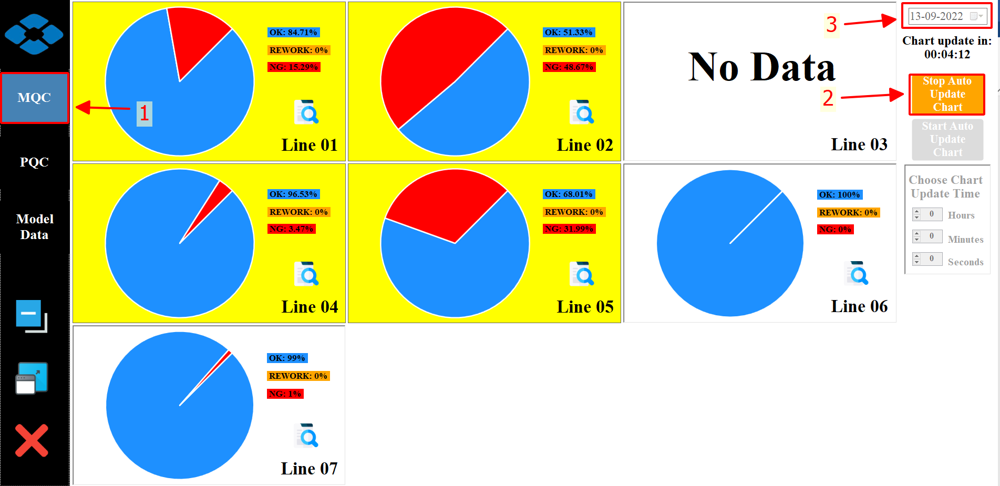 MQC
PQC
Model
Data
1
OK: 84.71%
REWORK: 0%
NG: 15.29%
Line 01
OK: 51.33%
REWORK: 0%
NG: 48.67%
Line 02
No Data
Line 03
3
2
13-09-2022
Chart update in:
00:04:12
Stop Auto
Update
Chart
Start Auto
Update
Chart
Choose Chart
Update Time
0 Hours
0 Minutes
0 Seconds
OK: 96.53%
REWORK: 0%
NG: 3.47%
Line 04
OK: 68.01%
REWORK: 0%
NG: 31.99%
Line 05
OK: 100%
REWORK: 0%
NG: 0%
Line 06
OK: 99%
REWORK: 0%
NG: 1%
Line 07